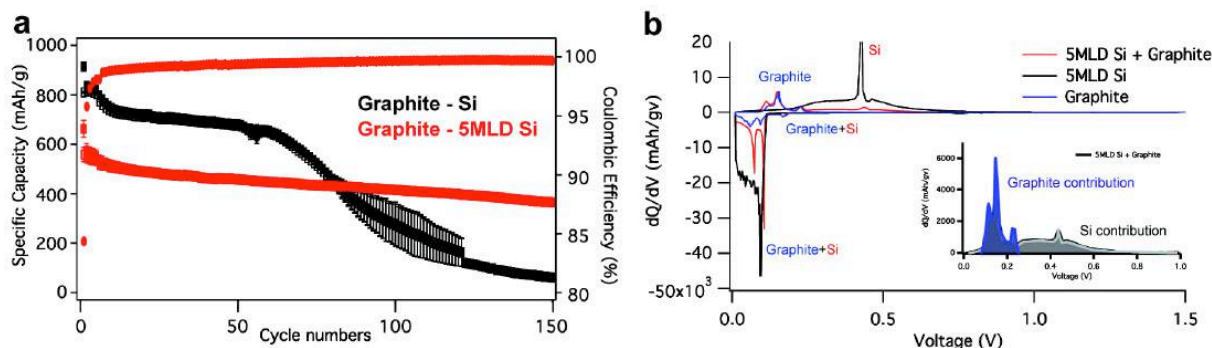 a
Specific Capacity (mAh/g)
1000
800
600
400
200
0
Graphite - Si
Graphite - 5MLD Si
100
95
90
85
80
Coulombic Efficiency (%)
0
50
100
150
Cycle numbers
b
dQ/dV (mAh/gv)
20
10
0
-10
-20
-30
-40
-50x10³
Si
Graphite
Graphite+Si
Graphite+Si
5MLD Si + Graphite
5MLD Si
Graphite
0.0
0.5
1.0
1.5
Voltage (V)
dQ/dV (mAh/gv)
6000
4000
2000
0
5MLD Si + Graphite
Graphite contribution
Si contribution
0.0
0.2
0.4
0.6
0.8
1.0
Voltage (V)